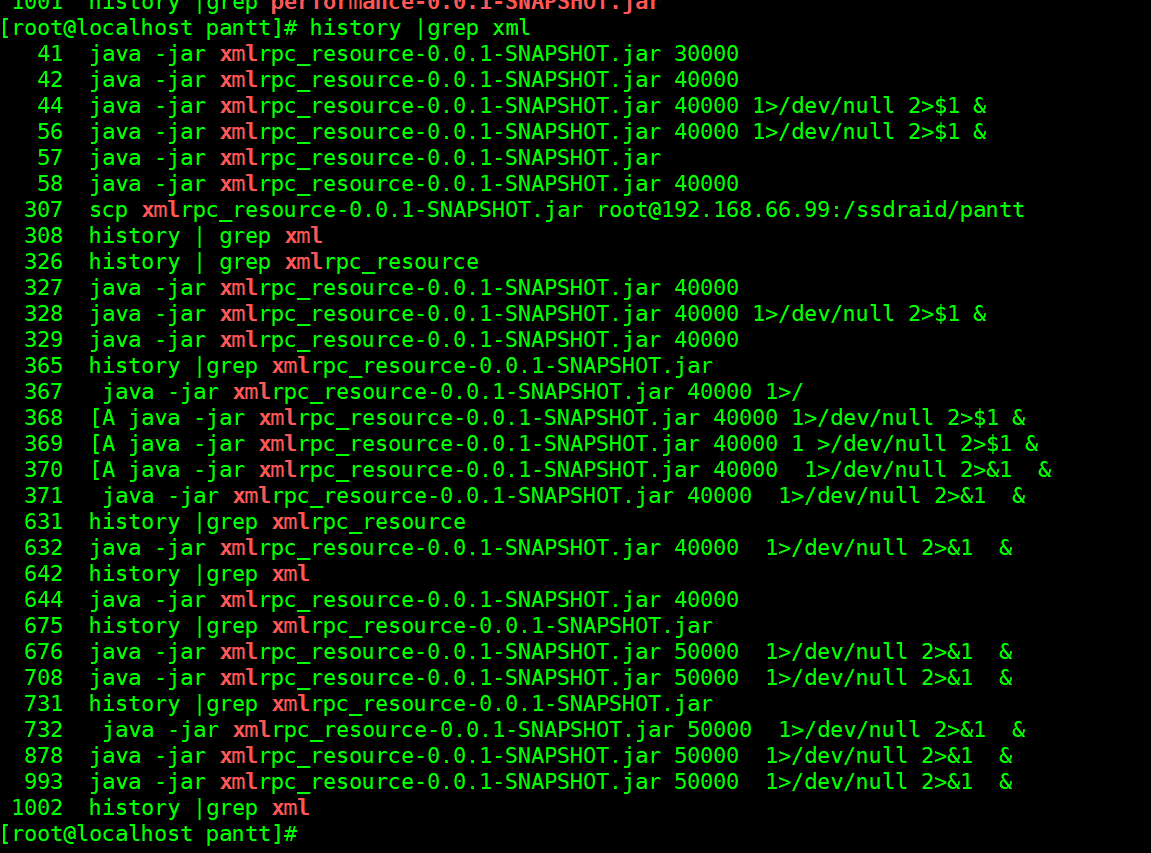 1001  history |grep performance-0.0.1-SNAPSHOT.jar
[root@localhost pantt]# history |grep xml
   41  java -jar xmlrpc_resource-0.0.1-SNAPSHOT.jar 30000
   42  java -jar xmlrpc_resource-0.0.1-SNAPSHOT.jar 40000
   44  java -jar xmlrpc_resource-0.0.1-SNAPSHOT.jar 40000 1>/dev/null 2>$1 &
   56  java -jar xmlrpc_resource-0.0.1-SNAPSHOT.jar 40000 1>/dev/null 2>$1 &
   57  java -jar xmlrpc_resource-0.0.1-SNAPSHOT.jar
   58  java -jar xmlrpc_resource-0.0.1-SNAPSHOT.jar 40000
  307  scp xmlrpc_resource-0.0.1-SNAPSHOT.jar root@192.168.66.99:/ssdraid/pantt
  308  history | grep xml
  326  history | grep xmlrpc_resource
  327  java -jar xmlrpc_resource-0.0.1-SNAPSHOT.jar 40000
  328  java -jar xmlrpc_resource-0.0.1-SNAPSHOT.jar 40000 1>/dev/null 2>$1 &
  329  java -jar xmlrpc_resource-0.0.1-SNAPSHOT.jar 40000
  365  history |grep xmlrpc_resource-0.0.1-SNAPSHOT.jar
  367   java -jar xmlrpc_resource-0.0.1-SNAPSHOT.jar 40000 1>/
  368  [A java -jar xmlrpc_resource-0.0.1-SNAPSHOT.jar 40000 1>/dev/null 2>$1 &
  369  [A java -jar xmlrpc_resource-0.0.1-SNAPSHOT.jar 40000 1 >/dev/null 2>$1 &
  370  [A java -jar xmlrpc_resource-0.0.1-SNAPSHOT.jar 40000  1>/dev/null 2>&1  &
  371   java -jar xmlrpc_resource-0.0.1-SNAPSHOT.jar 40000  1>/dev/null 2>&1  &
  631  history |grep xmlrpc_resource
  632  java -jar xmlrpc_resource-0.0.1-SNAPSHOT.jar 40000  1>/dev/null 2>&1  &
  642  history |grep xml
  644  java -jar xmlrpc_resource-0.0.1-SNAPSHOT.jar 40000
  675  history |grep xmlrpc_resource-0.0.1-SNAPSHOT.jar
  676  java -jar xmlrpc_resource-0.0.1-SNAPSHOT.jar 50000  1>/dev/null 2>&1  &
  708  java -jar xmlrpc_resource-0.0.1-SNAPSHOT.jar 50000  1>/dev/null 2>&1  &
  731  history |grep xmlrpc_resource-0.0.1-SNAPSHOT.jar
  732   java -jar xmlrpc_resource-0.0.1-SNAPSHOT.jar 50000  1>/dev/null 2>&1  &
  878  java -jar xmlrpc_resource-0.0.1-SNAPSHOT.jar 50000  1>/dev/null 2>&1  &
  993  java -jar xmlrpc_resource-0.0.1-SNAPSHOT.jar 50000  1>/dev/null 2>&1  &
 1002  history |grep xml
[root@localhost pantt]#